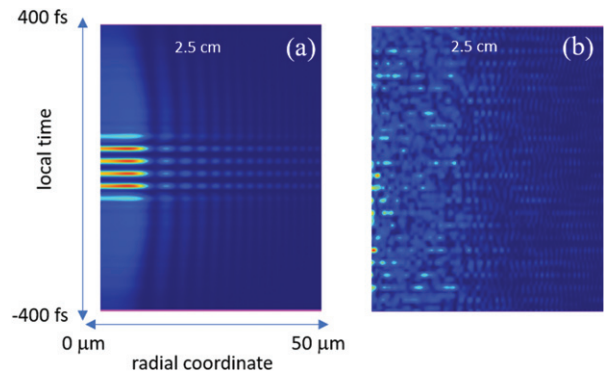 400 fs
2.5 cm
(a)
2.5 cm
(b)
local time
-400 fs
0 μm
50 μm
radial coordinate